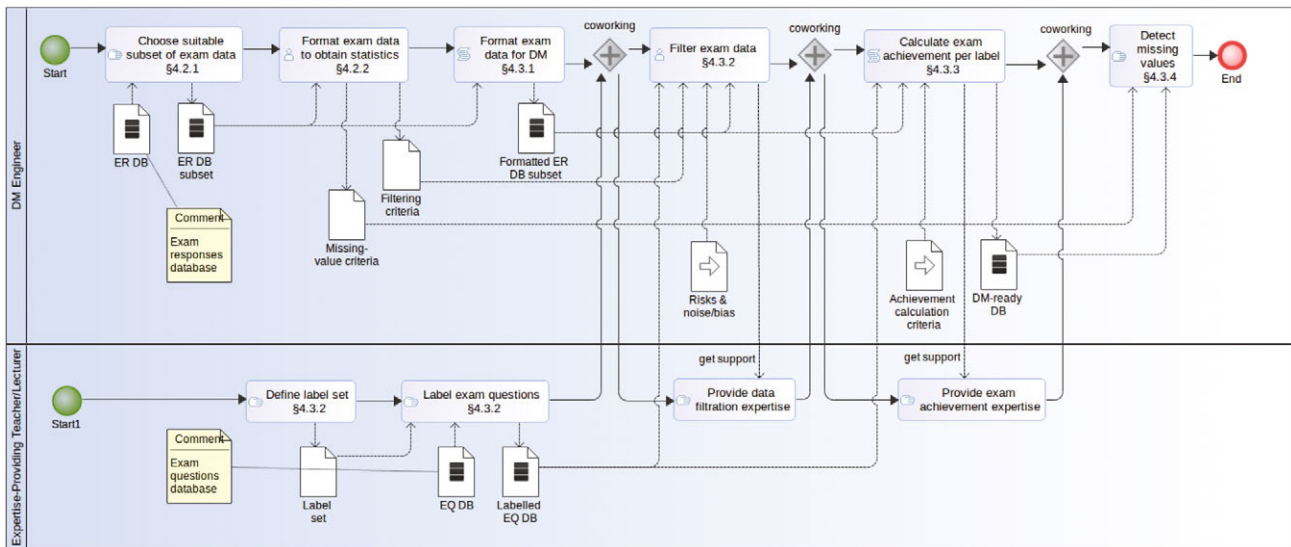 DM Engineer
Start
Choose suitable
subset of exam data
§4.2.1
Format exam data
to obtain statistics
§4.2.2
Format exam
data for DM
§4.3.1
coworking
Filter exam data
§4.3.2
coworking
Calculate exam
achievement per label
§4.3.3
coworking
Detect
missing
values
§4.3.4
End
ER DB
ER DB
subset
Comment
Exam
responses
database
Missing-
value criteria
Filtering
criteria
Formatted ER
DB subset
Risks &
noise/bias
Achievement
calculation
criteria
DM-ready
DB
Expertise-Providing Teacher/Lecturer
Start1
Define label set
§4.3.2
Label exam questions
§4.3.2
get support
Provide data
filtration expertise
get support
Provide exam
achievement expertise
Comment
Exam
questions
database
Label
set
EQ DB
Labelled
EQ DB